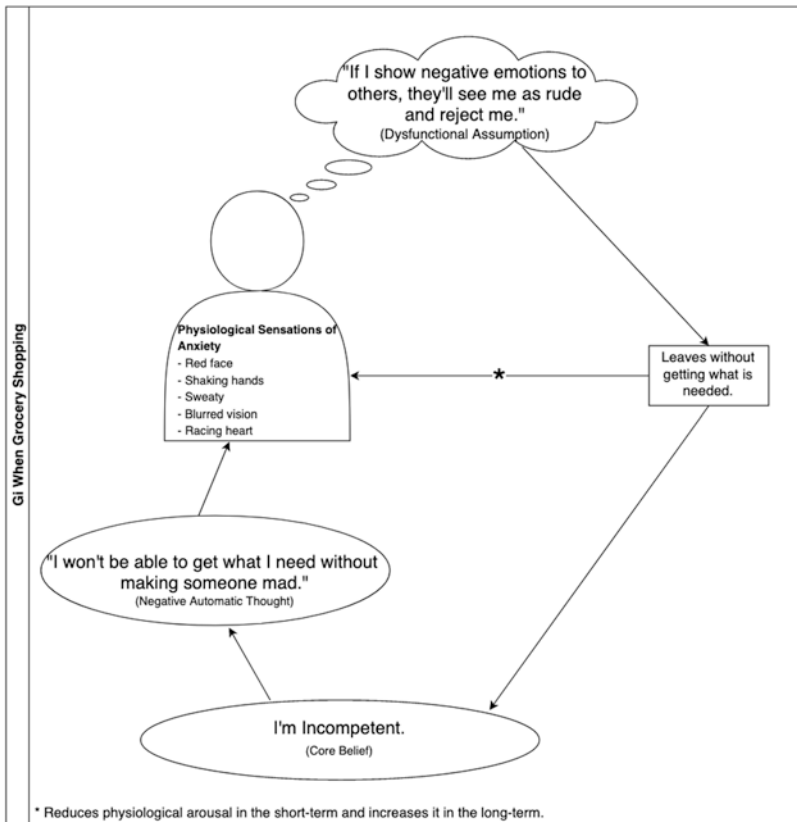 Gi When Grocery Shopping
"If I show negative emotions to
others, they'll see me as rude
and reject me."
(Dysfunctional Assumption)
Physiological Sensations of
Anxiety
- Red face
- Shaking hands
- Sweaty
- Blurred vision
- Racing heart
*
Leaves without
getting what is
needed.
"I won't be able to get what I need without
making someone mad."
(Negative Automatic Thought)
I'm Incompetent.
(Core Belief)
* Reduces physiological arousal in the short-term and increases it in the long-term.